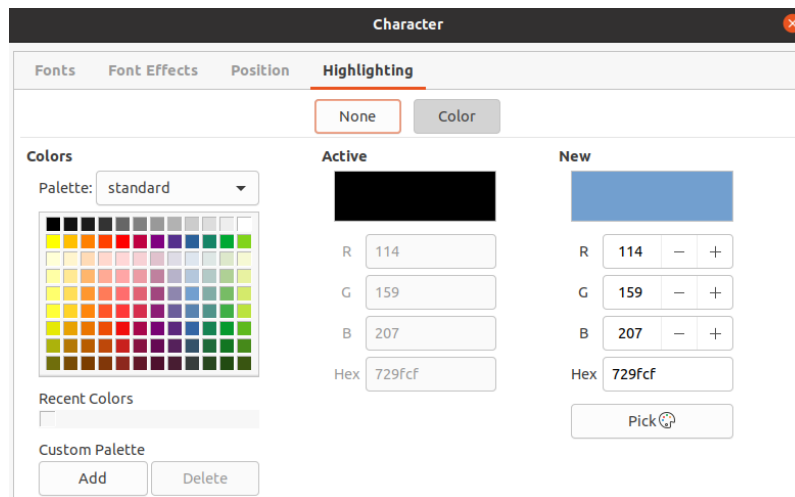 Character
Fonts Font Effects Position Highlighting
None Color
Colors
Palette: standard
Recent Colors
Custom Palette
Add Delete
Active
R 114
G 159
B 207
Hex 729fcf
New
R 114 − +
G 159 − +
B 207 − +
Hex 729fcf
Pick